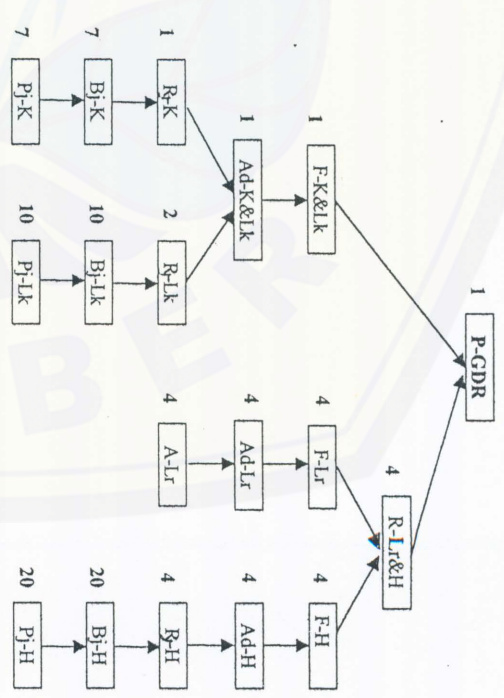 1
P-GDR
4
R-Lr&H
1
F-K&Lk
4
F-Lr
4
F-H
1
Ad-K&Lk
4
Ad-Lr
4
Ad-H
1
Rj-K
2
Rj-Lk
4
A-Lr
4
Rj-H
7
Bj-K
10
Bj-Lk
20
Bj-H
7
Pj-K
10
Pj-Lk
20
Pj-H
BER